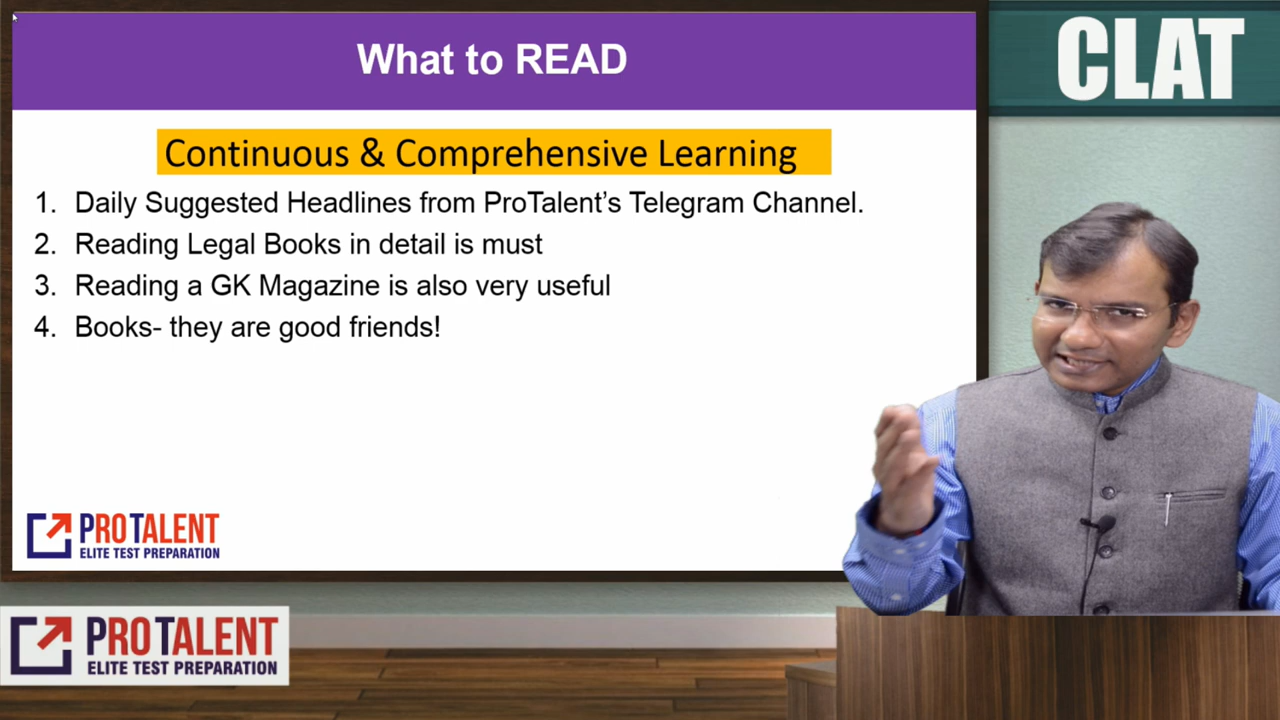 What to READ
CLAT
Continuous & Comprehensive Learning
1. Daily Suggested Headlines from ProTalent’s Telegram Channel.
2. Reading Legal Books in detail is must
3. Reading a GK Magazine is also very useful
4. Books- they are good friends!
PROTALENT
ELITE TEST PREPARATION
PROTALENT
ELITE TEST PREPARATION